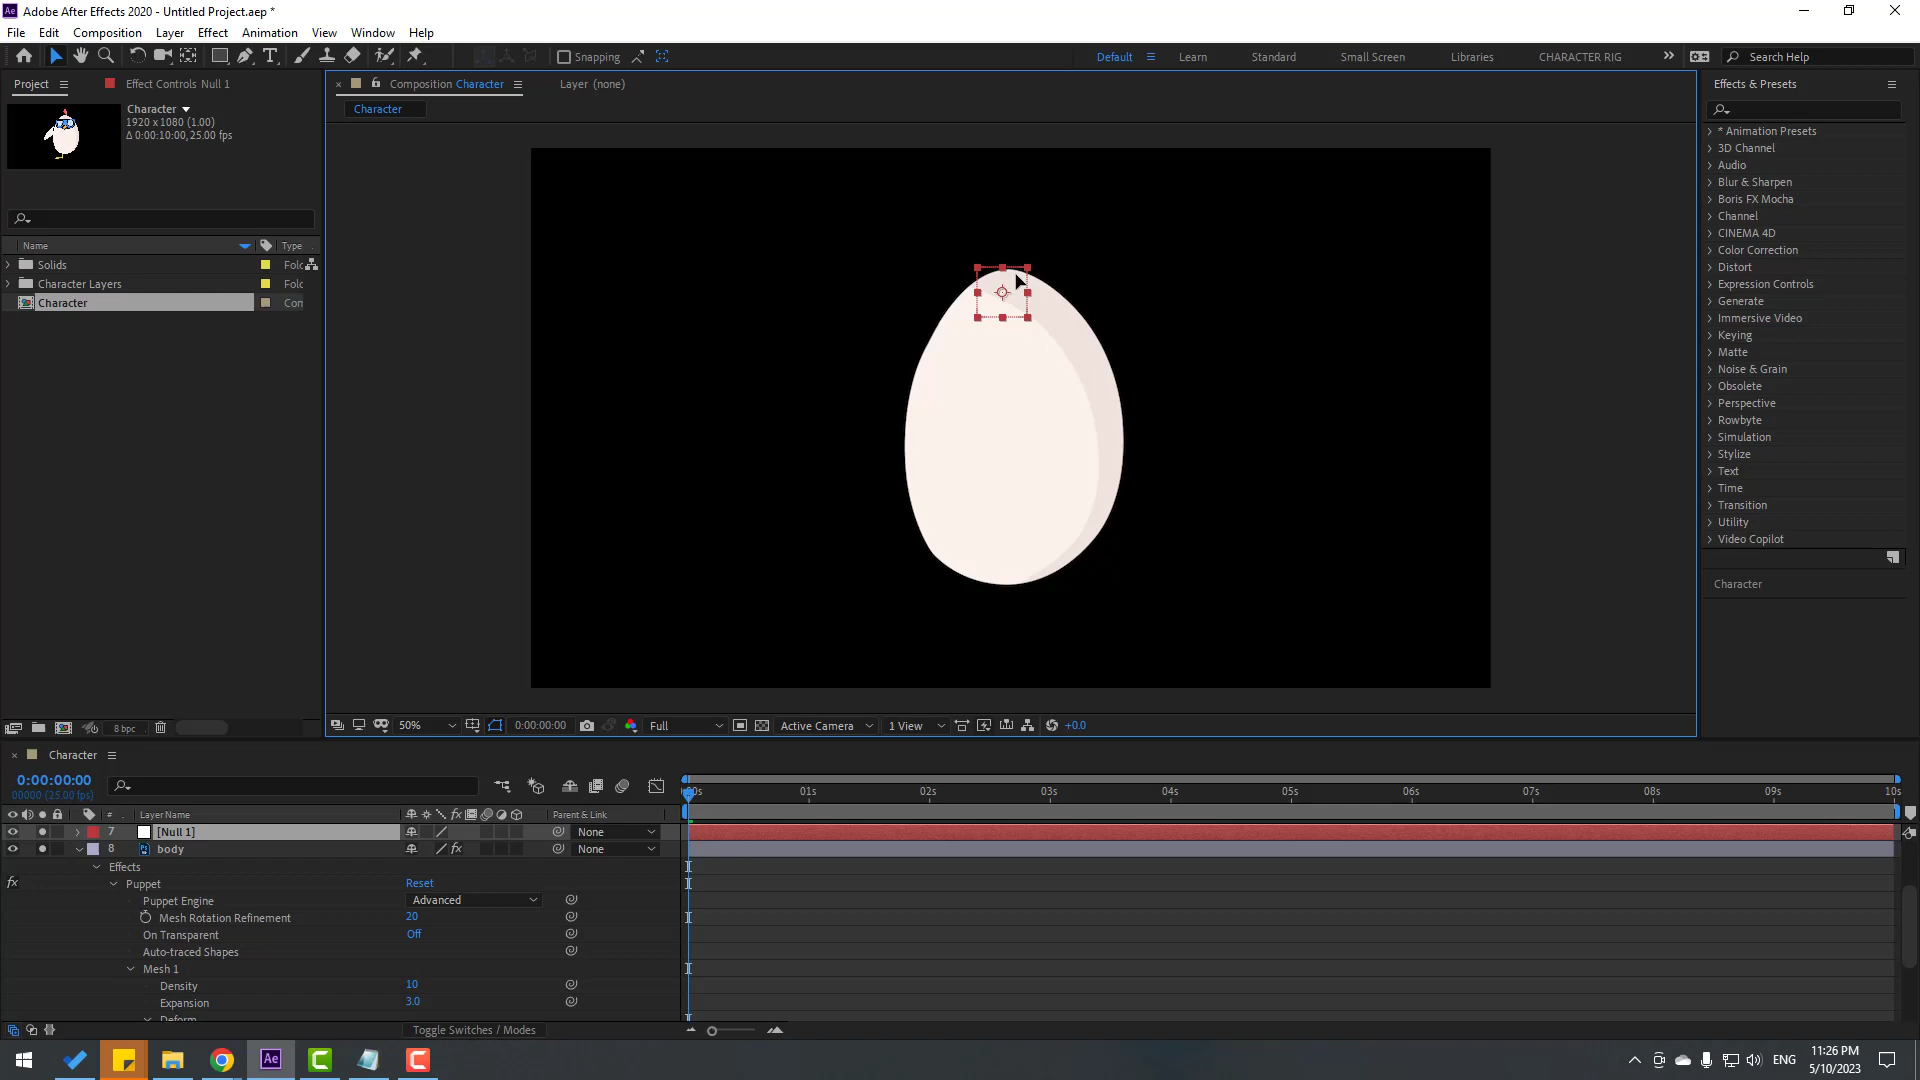 Adobe After Effects 2020 - Untitled Project.aep *
File Edit Composition Layer Effect Animation View Window Help
Snapping
Default Learn Standard Small Screen Libraries CHARACTER RIG Search Help
Project Effect Controls Null 1
Character
1920 x 1080 (1.00)
Δ 0:00:10:00, 25.00 fps
Name Type
Solids Folc
Character Layers Folc
Character Con
8 bpc
Composition Character Layer (none)
Character
50% 0:00:00:00 Full Active Camera 1 View +0.0
Effects & Presets
* Animation Presets
3D Channel
Audio
Blur & Sharpen
Boris FX Mocha
Channel
CINEMA 4D
Color Correction
Distort
Expression Controls
Generate
Immersive Video
Keying
Matte
Noise & Grain
Obsolete
Perspective
Rowbyte
Simulation
Stylize
Text
Time
Transition
Utility
Video Copilot
Character
Character
0:00:00:00
00000 (25.00 fps)
# Layer Name Parent & Link
7 [Null 1] None
8 body fx None
Effects
fx Puppet Reset
Puppet Engine Advanced
Mesh Rotation Refinement 20
On Transparent Off
Auto-traced Shapes
Mesh 1
Density 10
Expansion 3.0
Deform
Toggle Switches / Modes
00s 01s 02s 03s 04s 05s 06s 07s 08s 09s 10s
ENG 11:26 PM
5/10/2023